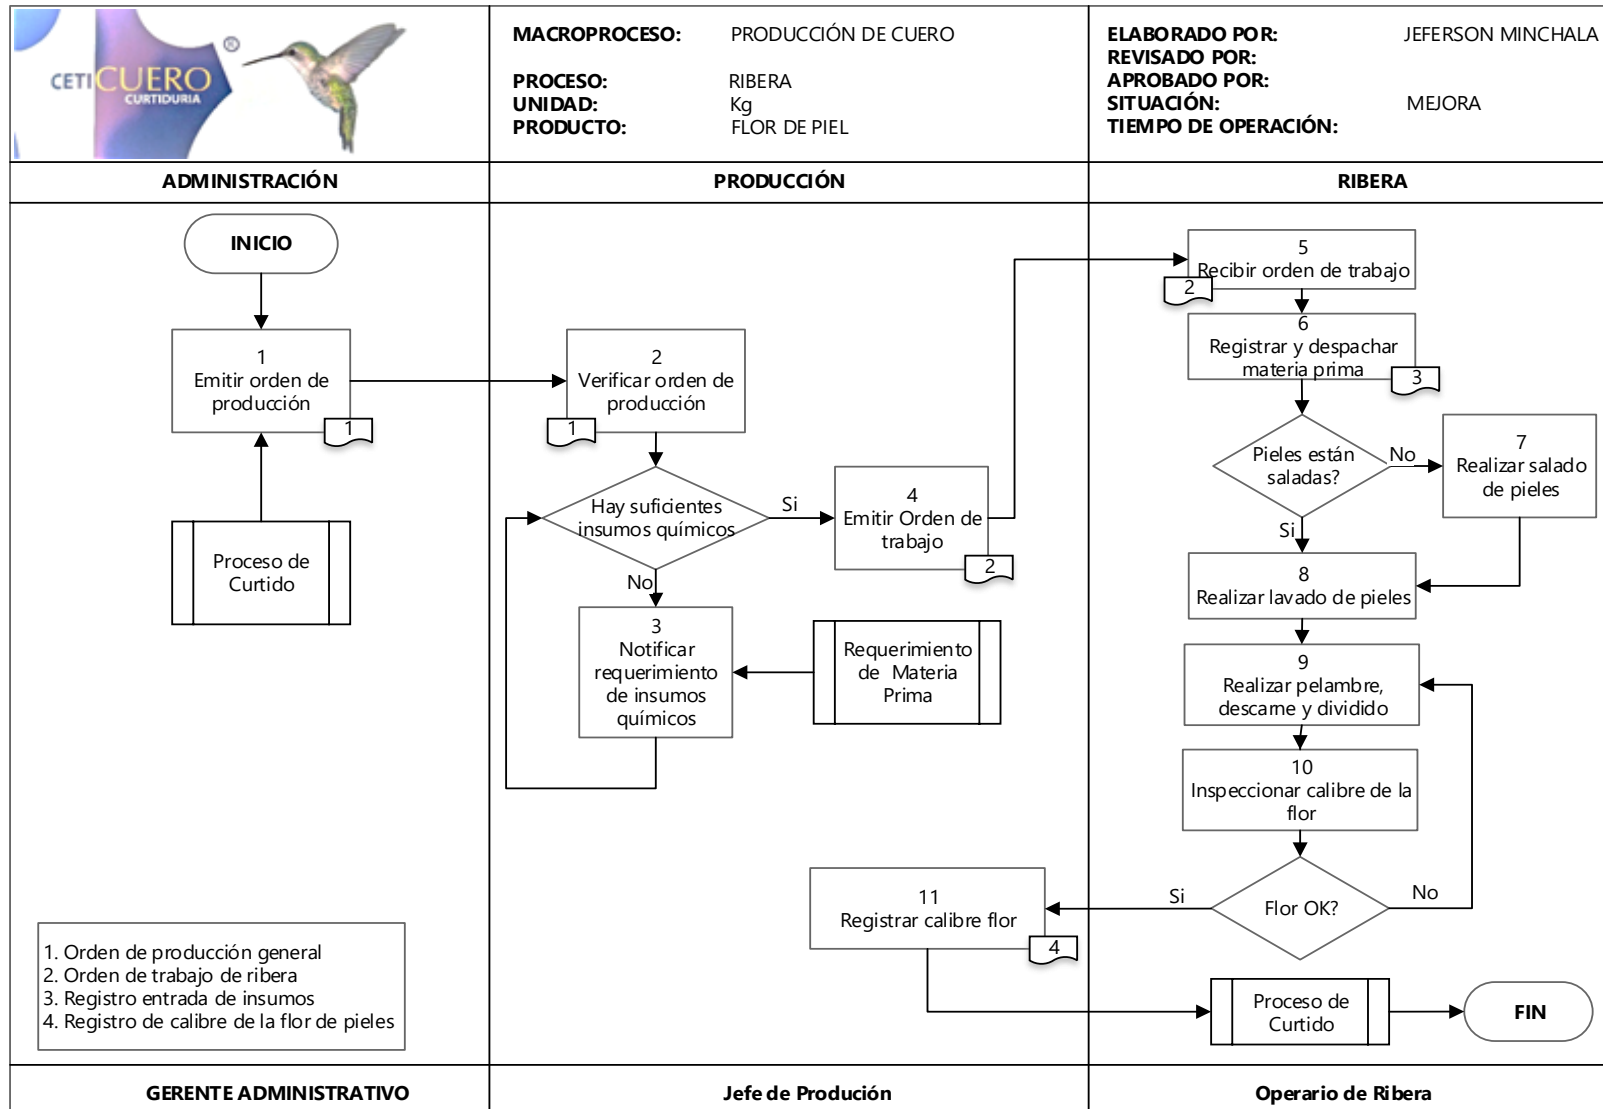 CETICUERO ®
CURTIDURIA
MACROPROCESO: PRODUCCIÓN DE CUERO
PROCESO: RIBERA
UNIDAD: Kg
PRODUCTO: FLOR DE PIEL
ELABORADO POR: JEFERSON MINCHALA
REVISADO POR:
APROBADO POR:
SITUACIÓN: MEJORA
TIEMPO DE OPERACIÓN:
ADMINISTRACIÓN
PRODUCCIÓN
RIBERA
INICIO
1
Emitir orden de
producción
1
Proceso de
Curtido
2
Verificar orden de
producción
1
Hay suficientes
insumos químicos
Si
No
4
Emitir Orden de
trabajo
2
3
Notificar
requerimiento
de insumos
químicos
Requerimiento
de Materia
Prima
5
Recibir orden de trabajo
2
6
Registrar y despachar
materia prima
3
Pieles están
saladas?
No
Si
7
Realizar salado
de pieles
8
Realizar lavado de pieles
9
Realizar pelambre,
descarne y dividido
10
Inspeccionar calibre de la
flor
Flor OK?
Si
No
11
Registrar calibre flor
4
Proceso de
Curtido
FIN
1. Orden de producción general
2. Orden de trabajo de ribera
3. Registro entrada de insumos
4. Registro de calibre de la flor de pieles
GERENTE ADMINISTRATIVO
Jefe de Produción
Operario de Ribera